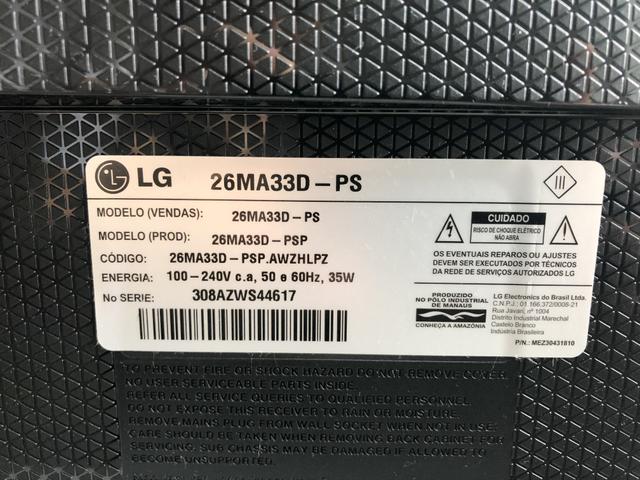 LG 26MA33D-PS
MODELO (VENDAS): 26MA33D-PS
MODELO (PROD): 26MA33D-PSP
CÓDIGO: 26MA33D-PSP.AWZHLPZ
ENERGIA: 100-240V c.a, 50 e 60Hz, 35W
No SERIE: 308AZWS44617
CUIDADO
RISCO DE CHOQUE ELÉTRICO
NÃO ABRA
OS EVENTUAIS REPAROS OU AJUSTES
DEVEM SER EXECUTADOS POR TÉCNICOS
DA REDE DE SERVIÇOS AUTORIZADOS LG
PRODUZIDO
NO PÓLO INDUSTRIAL
DE MANAUS
CONHEÇA A AMAZÔNIA
LG Electronics do Brasil Ltda.
C.N.P.J.: 01.166.372/0008-21
Rua Javari, nº 1004
Distrito Industrial Marechal
Castelo Branco
Indústria Brasileira
P/N.: MEZ30431810
TO PREVENT FIRE OR SHOCK HAZARD DO NOT REMOVE COVER.
NO USER SERVICEABLE PARTS INSIDE.
REFER ALL SERVICE QUERIES TO QUALIFIED PERSONNEL
DO NOT EXPOSE THIS RECEIVER TO RAIN OR MOISTURE.
REMOVE MAINS PLUG FROM WALL SOCKET WHEN NOT IN USE.
CARE SHOULD BE TAKEN WHEN REMOVING BACK CABINET FOR
SERVICING, SUB CHASSIS MAY BE DAMAGED IF ALLOWED TO
BECOME UNSUPPORTED.